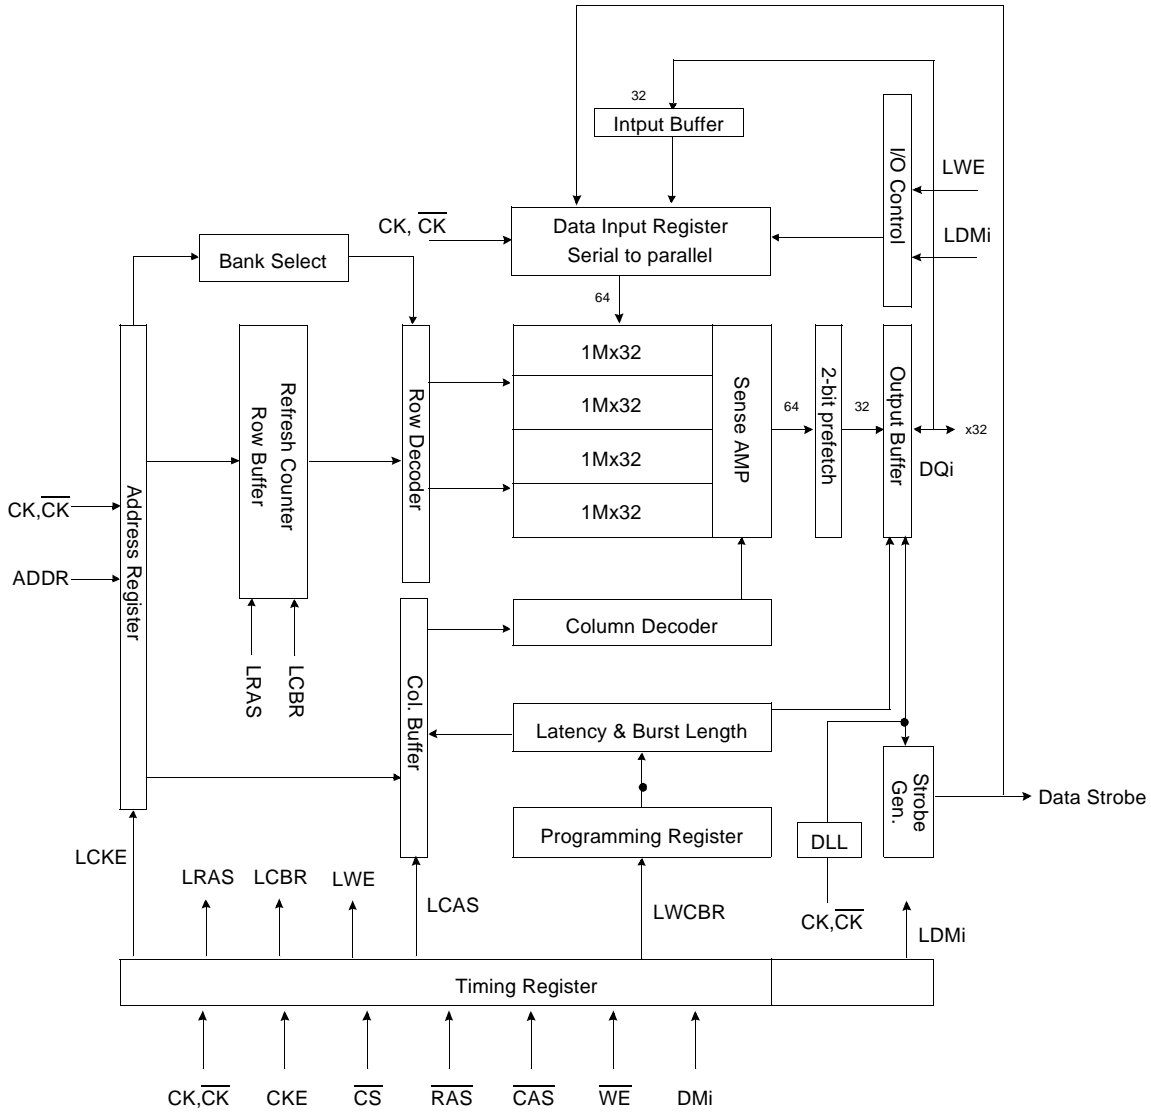 32
Intput Buffer
I/O Control
LWE
LDMi
CK, CK
Data Input Register
Serial to parallel
Bank Select
64
Address Register
Refresh Counter
Row Buffer
Row Decoder
1Mx32
1Mx32
1Mx32
1Mx32
Sense AMP
64
2-bit prefetch
32
Output Buffer
x32
DQi
CK,CK
ADDR
LRAS
LCBR
Col. Buffer
Column Decoder
Latency & Burst Length
Programming Register
DLL
CK,CK
Strobe
Gen.
Data Strobe
LCKE
LRAS
LCBR
LWE
LCAS
LWCBR
LDMi
Timing Register
CK,CK
CKE
CS
RAS
CAS
WE
DMi